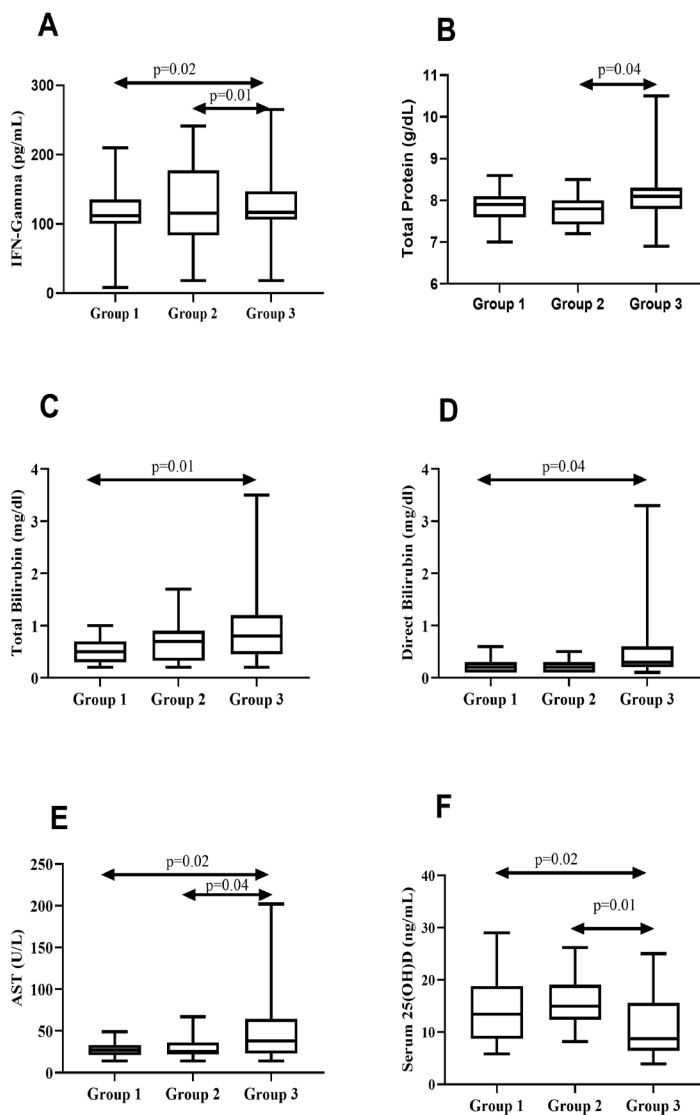 A
p=0.02
p=0.01
IFN-Gamma (pg/mL)
300
200
100
0
Group 1 Group 2 Group 3
B
p=0.04
Total Protein (g/dL)
11
10
9
8
7
6
Group 1 Group 2 Group 3
C
p=0.01
Total Bilirubin (mg/dl)
4
3
2
1
0
Group 1 Group 2 Group 3
D
p=0.04
Direct Bilirubin (mg/dl)
4
3
2
1
0
Group 1 Group 2 Group 3
E
p=0.02
p=0.04
AST (U/L)
250
200
150
100
50
0
Group 1 Group 2 Group 3
F
p=0.02
p=0.01
Serum 25(OH)D (ng/mL)
40
30
20
10
0
Group 1 Group 2 Group 3